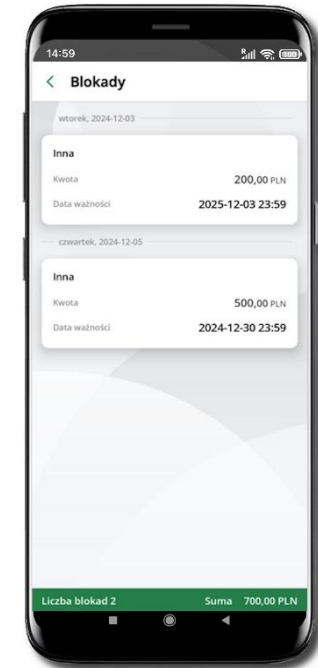 14:59
Blokady
wtorek, 2024-12-03
Inna
Kwota 200,00 PLN
Data ważności 2025-12-03 23:59
czwartek, 2024-12-05
Inna
Kwota 500,00 PLN
Data ważności 2024-12-30 23:59
Liczba blokad 2 Suma 700,00 PLN